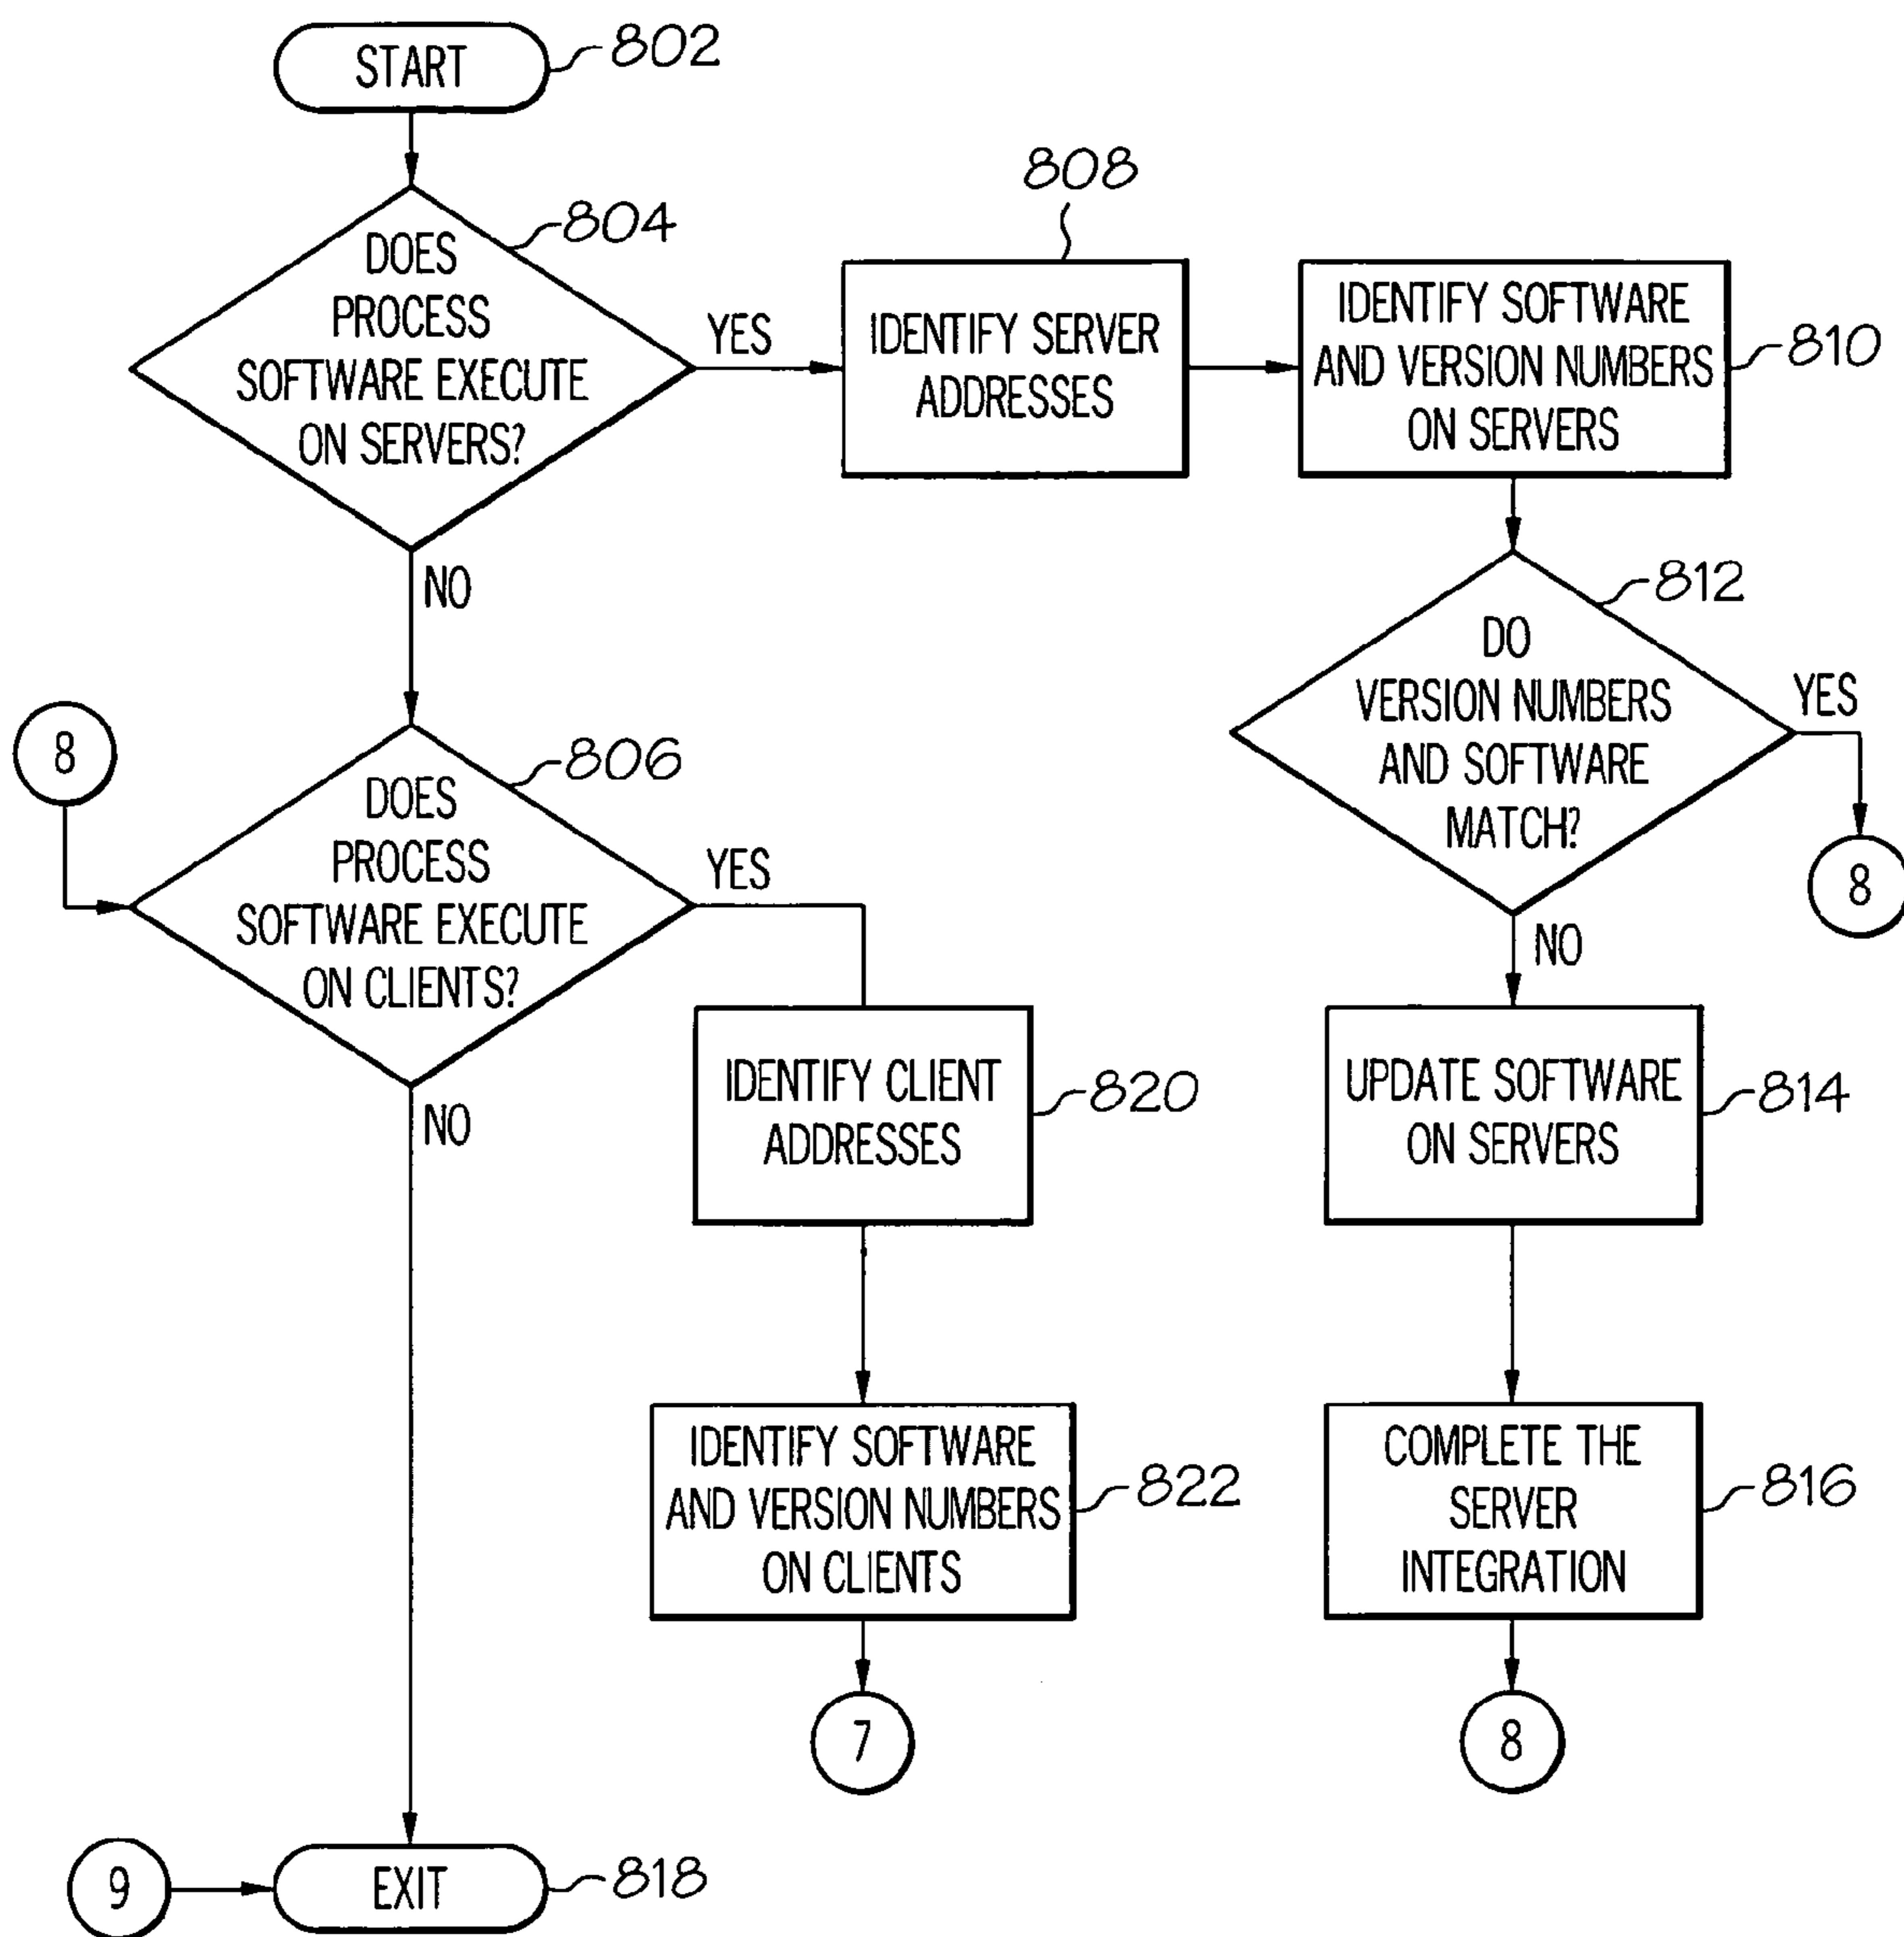 START
802
DOES
PROCESS
SOFTWARE EXECUTE
ON SERVERS?
804
YES
NO
808
IDENTIFY SERVER
ADDRESSES
IDENTIFY SOFTWARE
AND VERSION NUMBERS
ON SERVERS
810
DO
VERSION NUMBERS
AND SOFTWARE
MATCH?
812
YES
8
NO
8
DOES
PROCESS
SOFTWARE EXECUTE
ON CLIENTS?
806
YES
NO
IDENTIFY CLIENT
ADDRESSES
820
UPDATE SOFTWARE
ON SERVERS
814
IDENTIFY SOFTWARE
AND VERSION NUMBERS
ON CLIENTS
822
COMPLETE THE
SERVER
INTEGRATION
816
7
8
9
EXIT
818